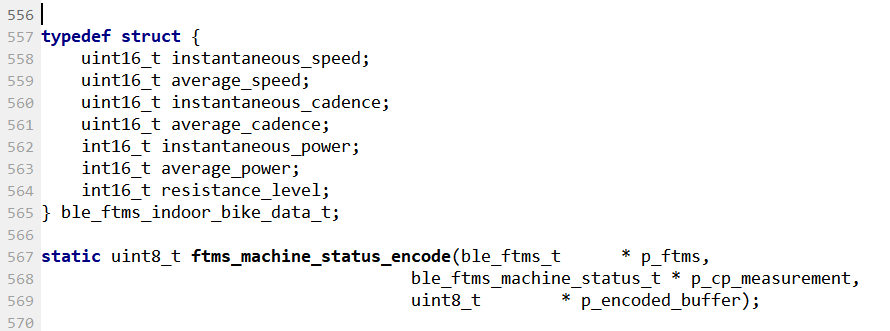 556
557 typedef struct {
558     uint16_t instantaneous_speed;
559     uint16_t average_speed;
560     uint16_t instantaneous_cadence;
561     uint16_t average_cadence;
562     int16_t instantaneous_power;
563     int16_t average_power;
564     int16_t resistance_level;
565 } ble_ftms_indoor_bike_data_t;
566
567 static uint8_t ftms_machine_status_encode(ble_ftms_t      * p_ftms,
568                                      ble_ftms_machine_status_t * p_cp_measurement,
569                                      uint8_t        * p_encoded_buffer);
570